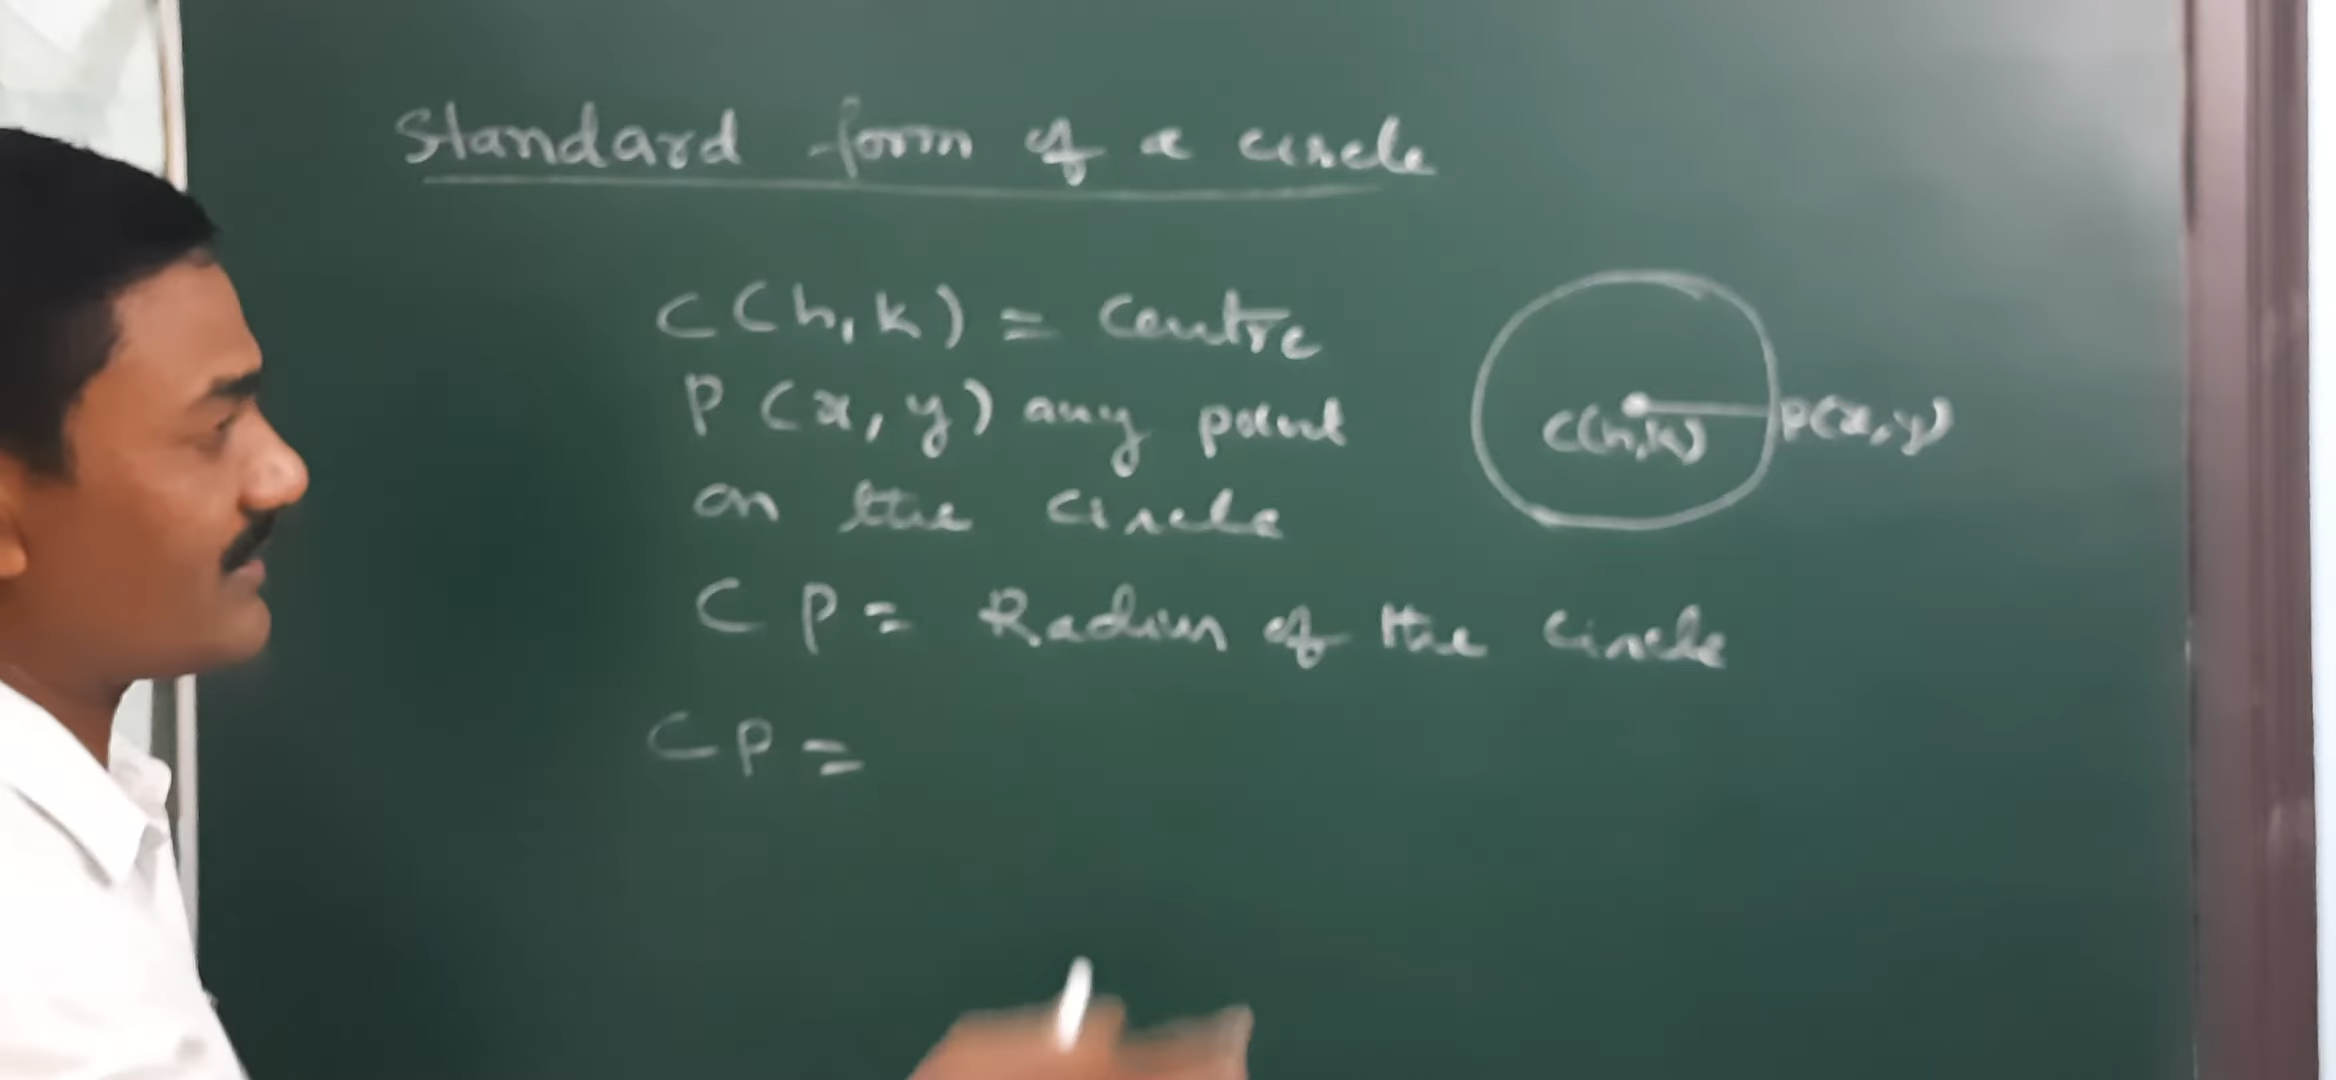 Standard form of a circle
C(h,k) = Centre
P(x,y) any point
on the circle
C(h,k) P(x,y)
CP = Radius of the circle
CP =